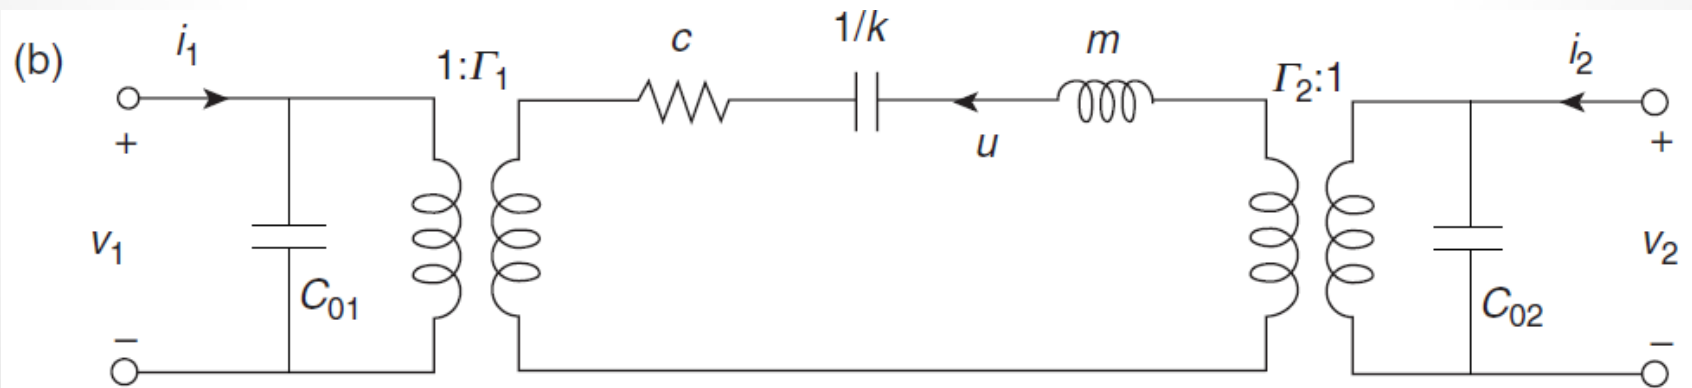 (b)
i₁
1:Γ₁
c
1/k
m
u
Γ₂:1
i₂
+
v₁
−
C₀₁
+
v₂
−
C₀₂